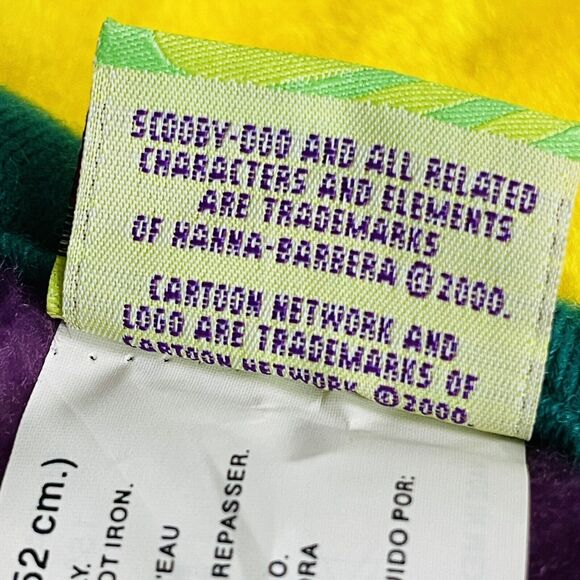 SCOOBY-DOO AND ALL RELATED
CHARACTERS AND ELEMENTS
ARE TRADEMARKS
OF HANNA-BARBERA ©2000.
CARTOON NETWORK AND
LOGO ARE TRADEMARKS OF
CARTOON NETWORK ©2000.
52 cm.)
Y.
OT IRON.
'EAU
REPASSER.
O.
ORA
UIDO POR: